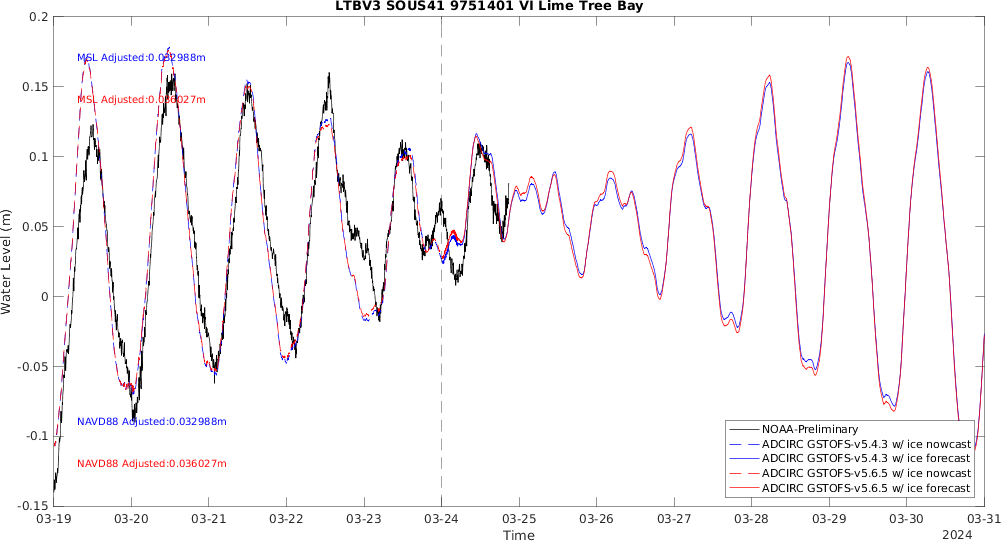 LTBV3 SOUS41 9751401 VI Lime Tree Bay
0.2
0.15
0.1
0.05
0
-0.05
-0.1
-0.15
Water Level (m)
MSL Adjusted:0.032988m
MSL Adjusted:0.036027m
NAVD88 Adjusted:0.032988m
NAVD88 Adjusted:0.036027m
NOAA-Preliminary
ADCIRC GSTOFS-v5.4.3 w/ ice nowcast
ADCIRC GSTOFS-v5.4.3 w/ ice forecast
ADCIRC GSTOFS-v5.6.5 w/ ice nowcast
ADCIRC GSTOFS-v5.6.5 w/ ice forecast
03-19 03-20 03-21 03-22 03-23 03-24 03-25 03-26 03-27 03-28 03-29 03-30 03-31
Time
2024